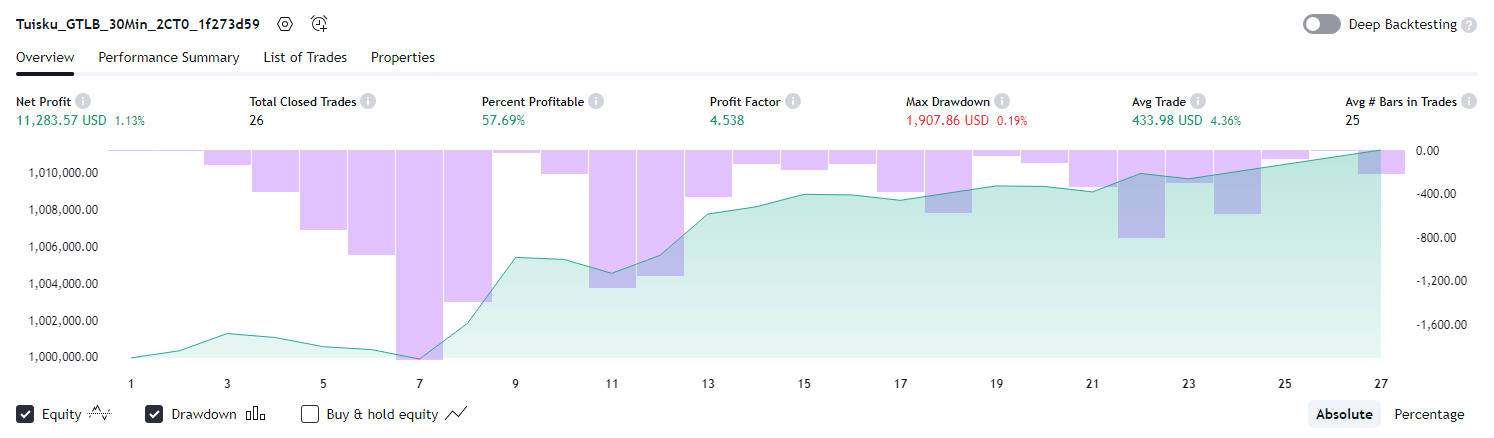 Tuisku_GTLB_30Min_2CT0_1f273d59 Deep Backtesting
Overview Performance Summary List of Trades Properties
Net Profit Total Closed Trades Percent Profitable Profit Factor Max Drawdown Avg Trade Avg # Bars in Trades
11,283.57 USD 1.13% 26 57.69% 4.538 1,907.86 USD 0.19% 433.98 USD 4.36% 25
0.00
1,010,000.00
-400.00
1,008,000.00
-800.00
1,006,000.00
-1,200.00
1,004,000.00
1,002,000.00
-1,600.00
1,000,000.00
1 3 5 7 9 11 13 15 17 19 21 23 25 27
Equity Drawdown Buy & hold equity Absolute Percentage